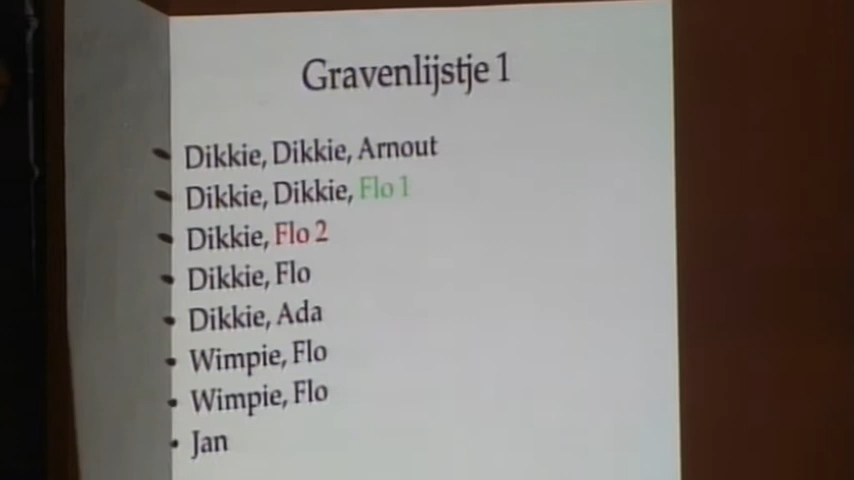 Gravenlijstje 1
• Dikkie, Dikkie, Arnout
• Dikkie, Dikkie, Flo 1
• Dikkie, Flo 2
• Dikkie, Flo
• Dikkie, Ada
• Wimpie, Flo
• Wimpie, Flo
• Jan